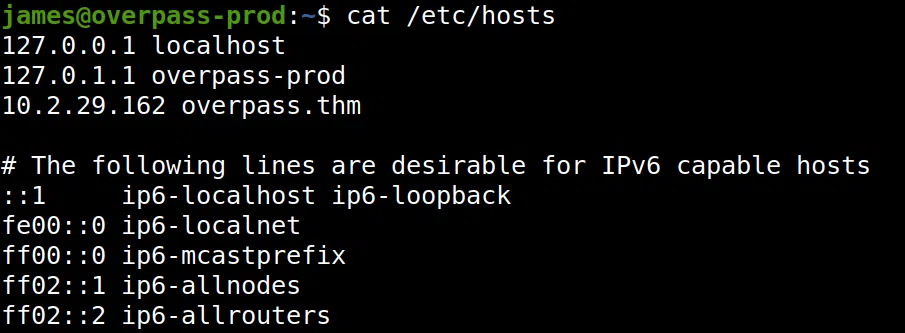 james@overpass-prod:~$ cat /etc/hosts
127.0.0.1 localhost
127.0.1.1 overpass-prod
10.2.29.162 overpass.thm

# The following lines are desirable for IPv6 capable hosts
::1     ip6-localhost ip6-loopback
fe00::0 ip6-localnet
ff00::0 ip6-mcastprefix
ff02::1 ip6-allnodes
ff02::2 ip6-allrouters